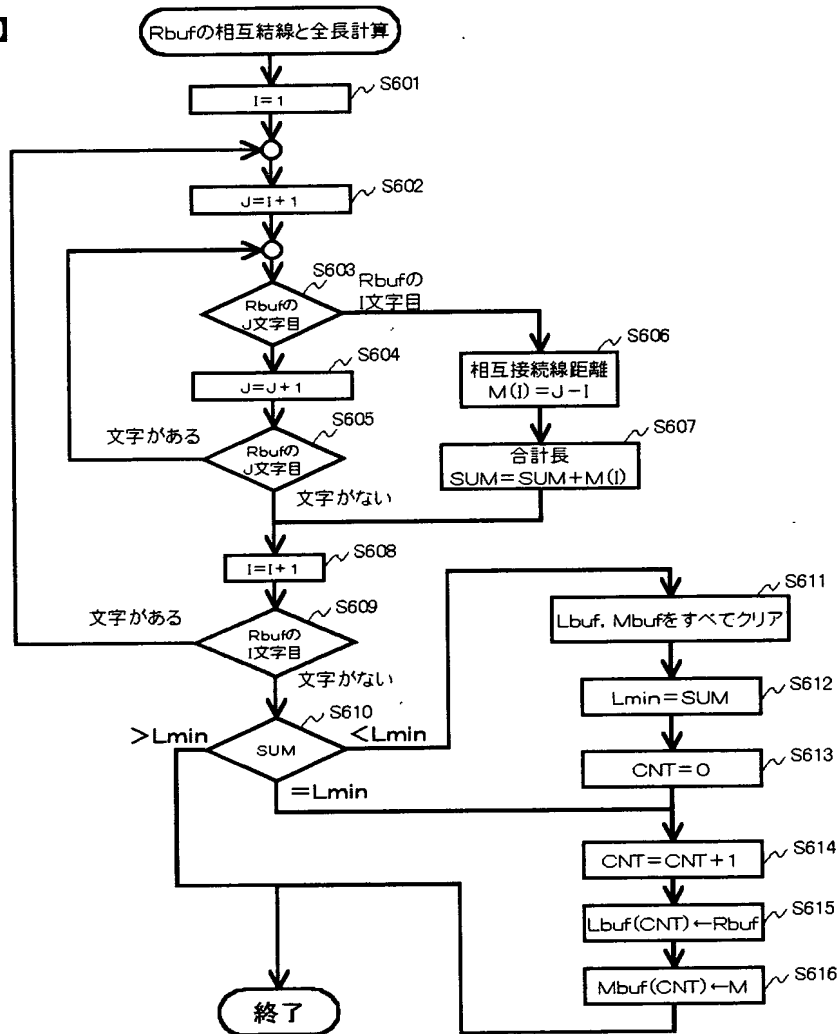 】
Rbufの相互結線と全長計算
S601
I=1
S602
J=I+1
S603
Rbufの
J文字目
Rbufの
I文字目
S604
J=J+1
S605
Rbufの
J文字目
文字がある
文字がない
S606
相互接続線距離
M(I)=J-I
S607
合計長
SUM=SUM+M(I)
S608
I=I+1
S609
Rbufの
I文字目
文字がある
文字がない
S610
SUM
>Lmin
<Lmin
=Lmin
S611
Lbuf, Mbufをすべてクリア
S612
Lmin=SUM
S613
CNT=0
S614
CNT=CNT+1
S615
Lbuf(CNT)←Rbuf
S616
Mbuf(CNT)←M
終了